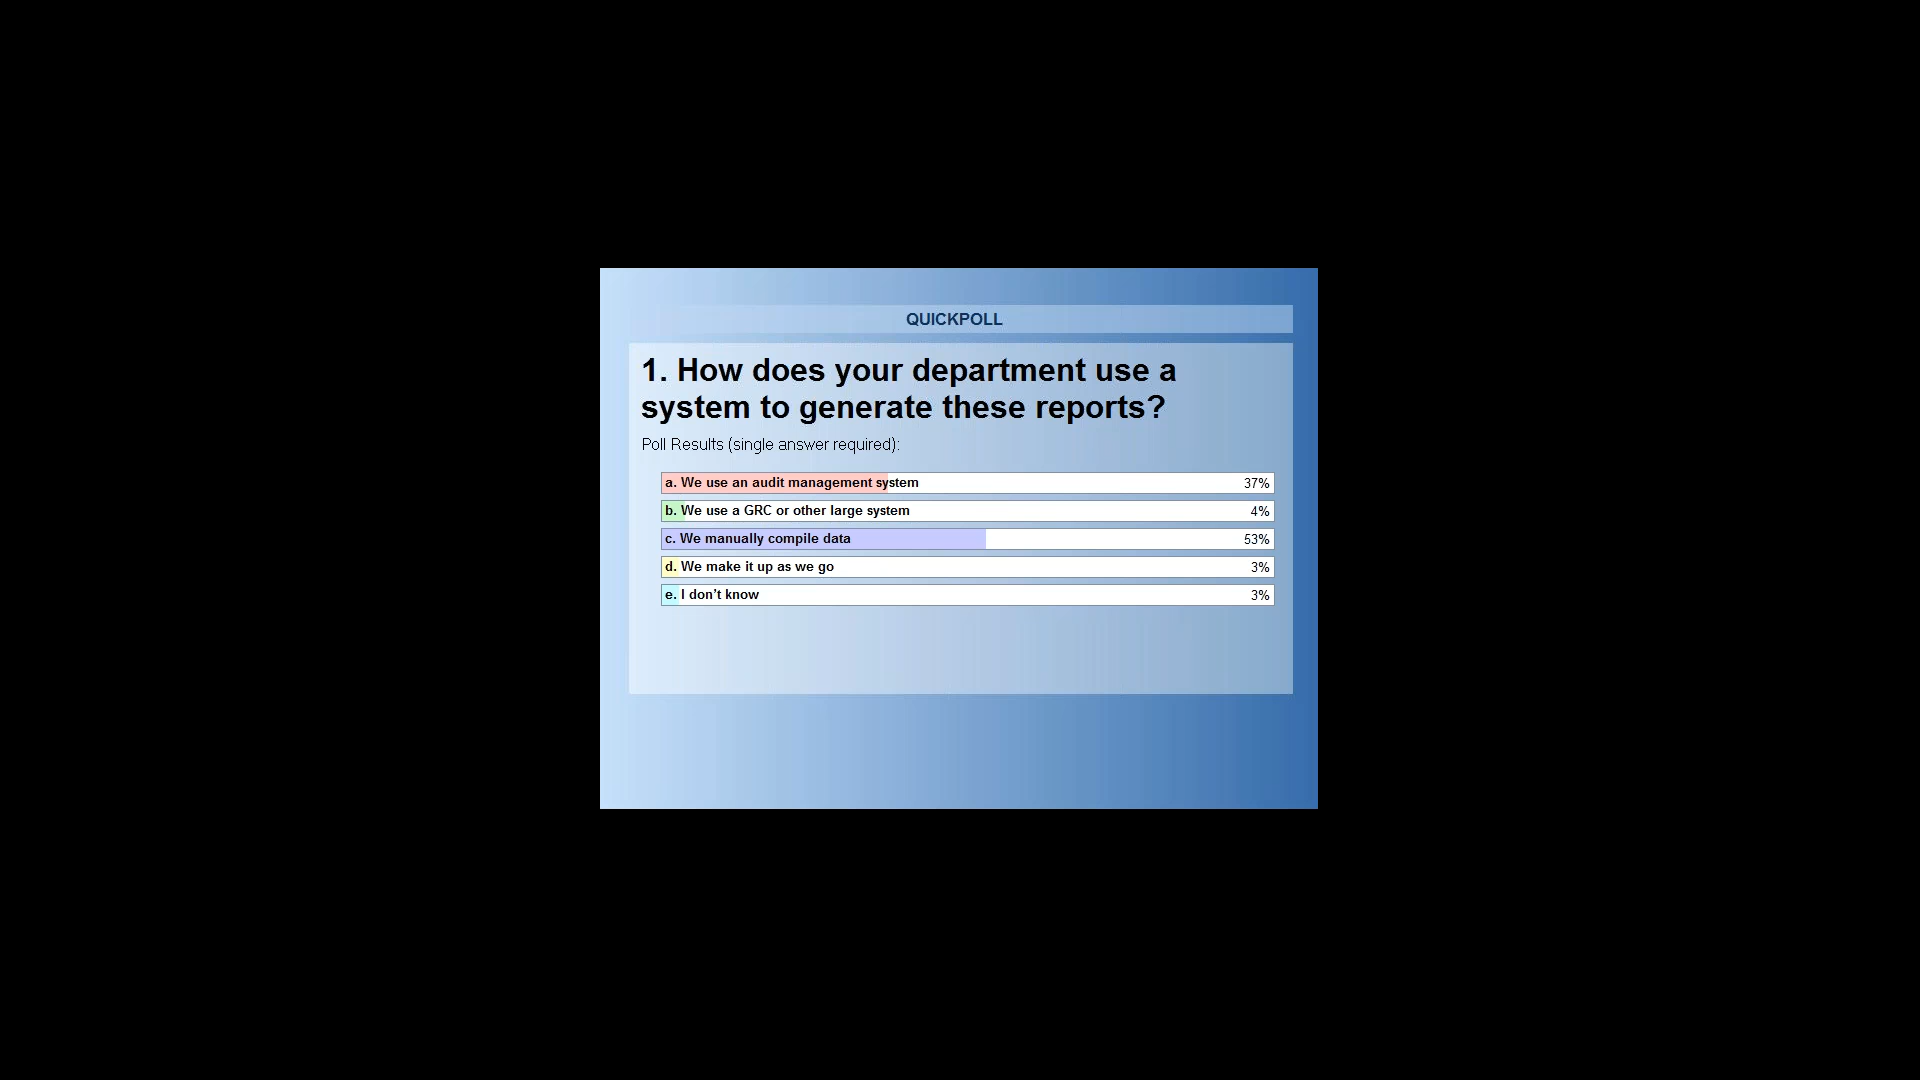 QUICKPOLL
1. How does your department use a
system to generate these reports?
Poll Results (single answer required):
a. We use an audit management system 37%
b. We use a GRC or other large system 4%
c. We manually compile data 53%
d. We make it up as we go 3%
e. I don’t know 3%